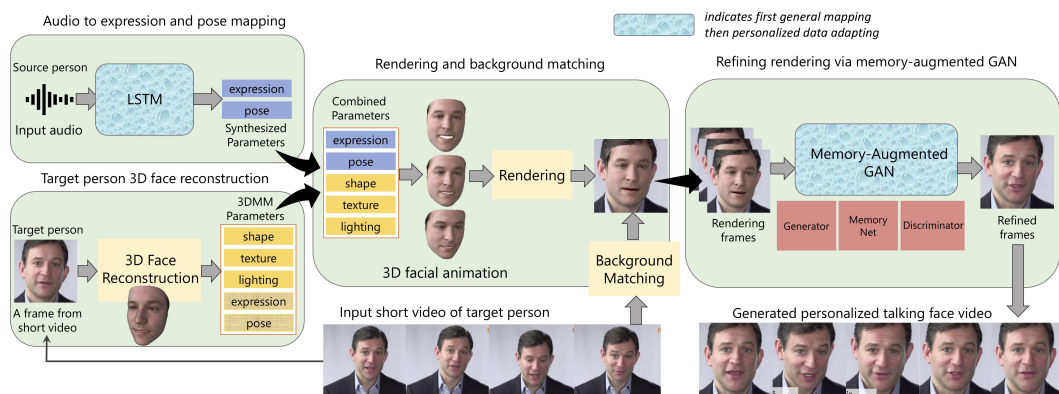 Audio to expression and pose mapping
Source person
Input audio
LSTM
expression
pose
Synthesized
Parameters
Target person 3D face reconstruction
Target person
A frame from
short video
3D Face
Reconstruction
3DMM
Parameters
shape
texture
lighting
expression
pose
Rendering and background matching
Combined
Parameters
expression
pose
shape
texture
lighting
3D facial animation
Rendering
Background
Matching
Input short video of target person
indicates first general mapping
then personalized data adapting
Refining rendering via memory-augmented GAN
Rendering
frames
Memory-Augmented
GAN
Generator
Memory
Net
Discriminator
Refined
frames
Generated personalized talking face video